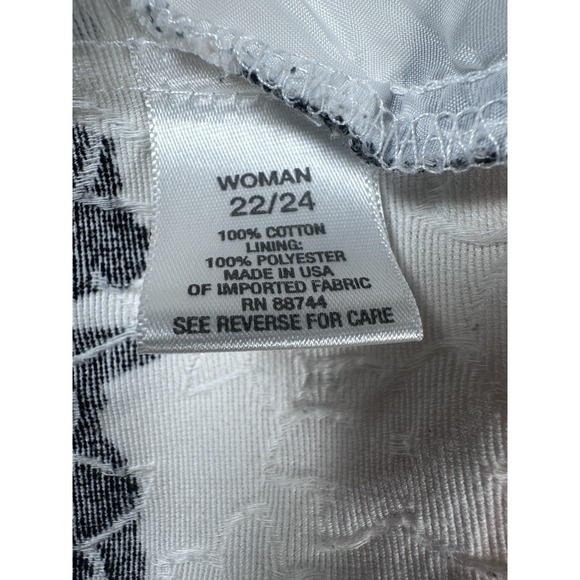 WOMAN
22/24
100% COTTON
LINING:
100% POLYESTER
MADE IN USA
OF IMPORTED FABRIC
RN 88744
SEE REVERSE FOR CARE